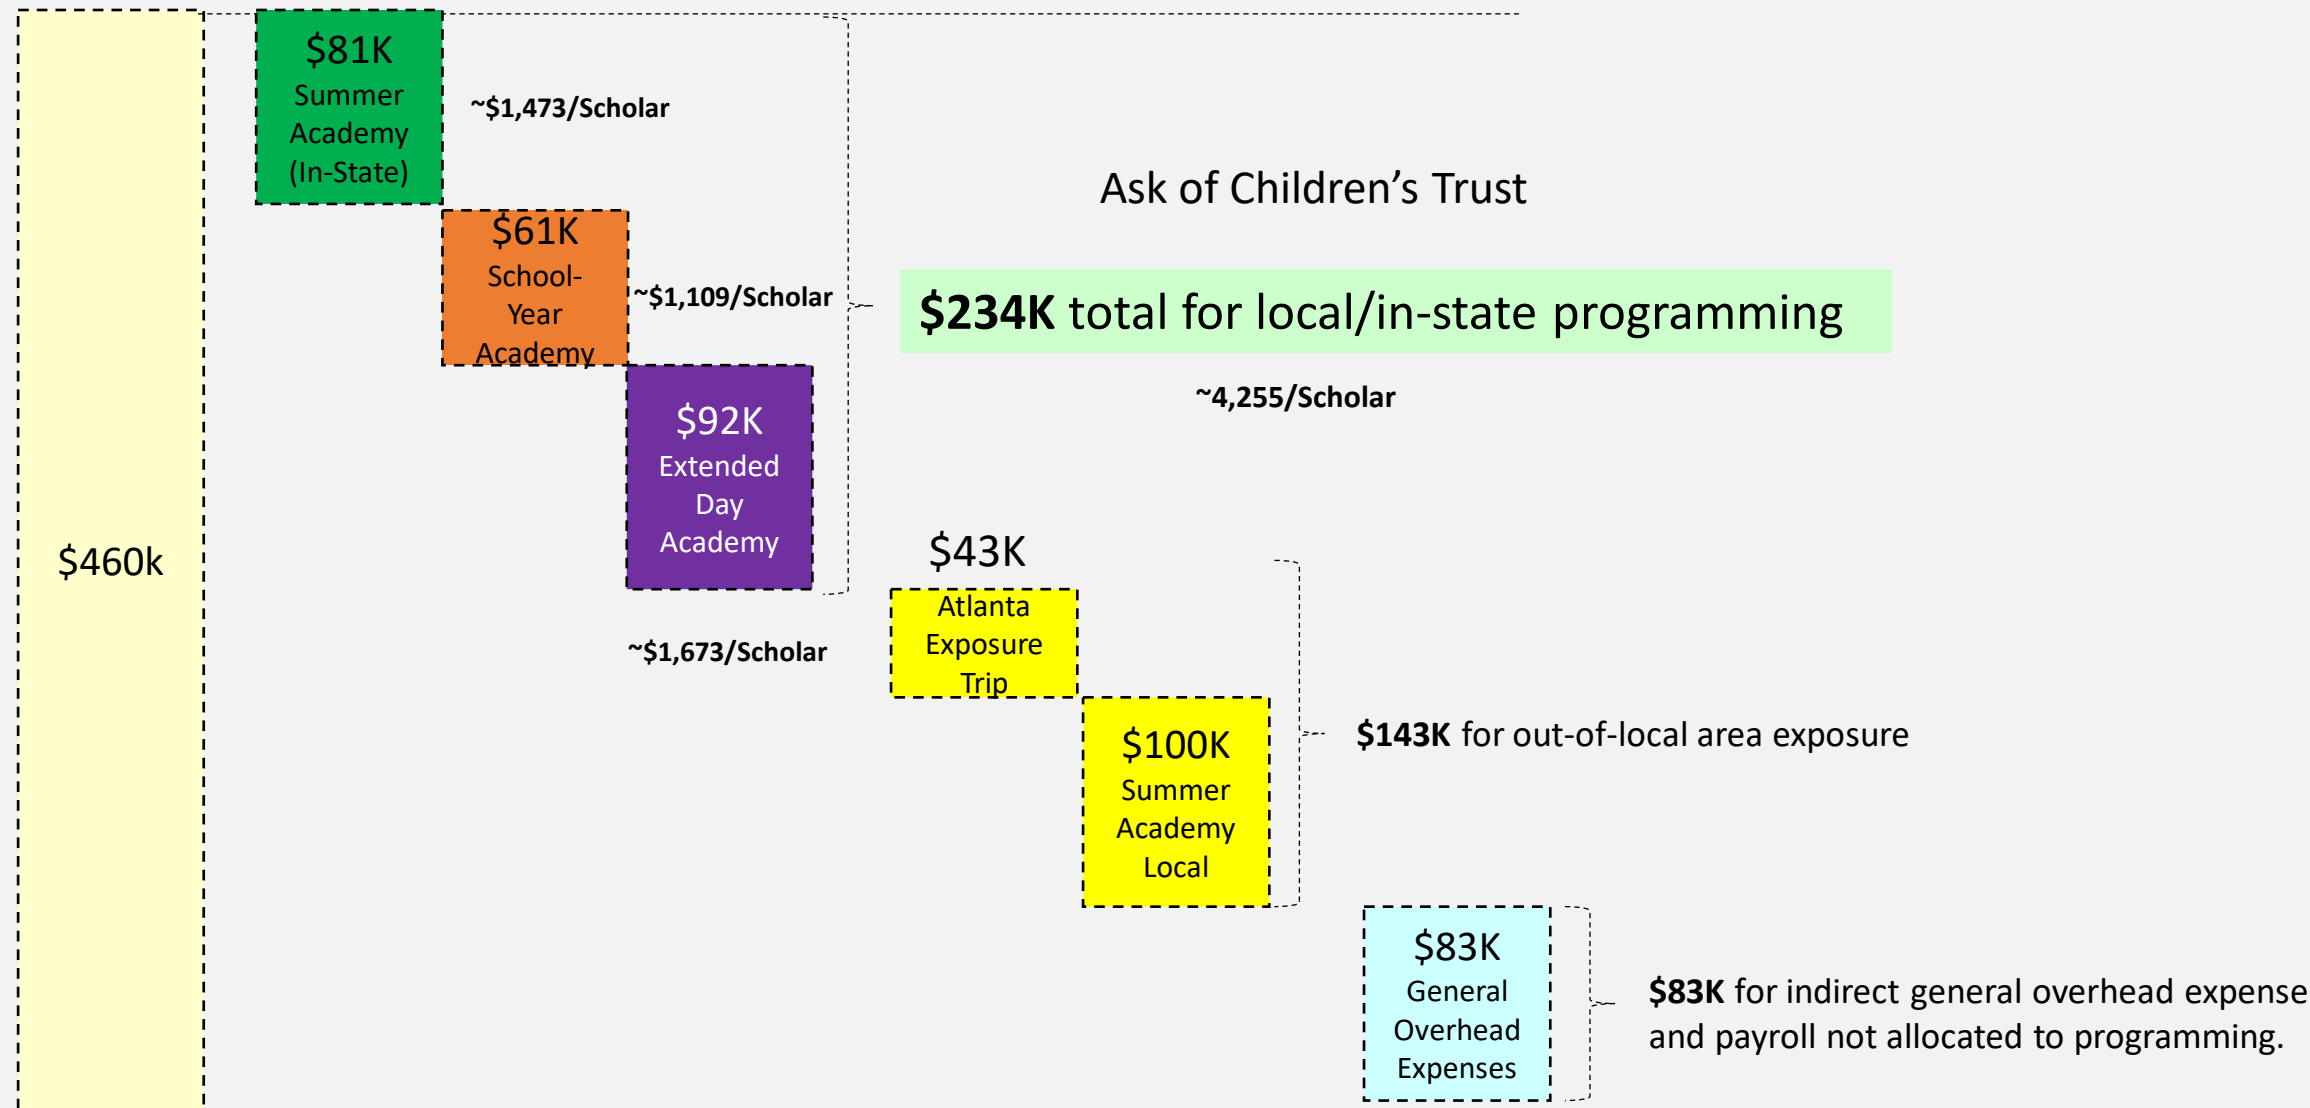 $460k
$81K
Summer
Academy
(In-State)
~$1,473/Scholar
$61K
School-
Year
Academy
~$1,109/Scholar
$92K
Extended
Day
Academy
~$1,673/Scholar
Ask of Children’s Trust
$234K total for local/in-state programming
~4,255/Scholar
$43K
Atlanta
Exposure
Trip
$100K
Summer
Academy
Local
$143K for out-of-local area exposure
$83K
General
Overhead
Expenses
$83K for indirect general overhead expense
and payroll not allocated to programming.